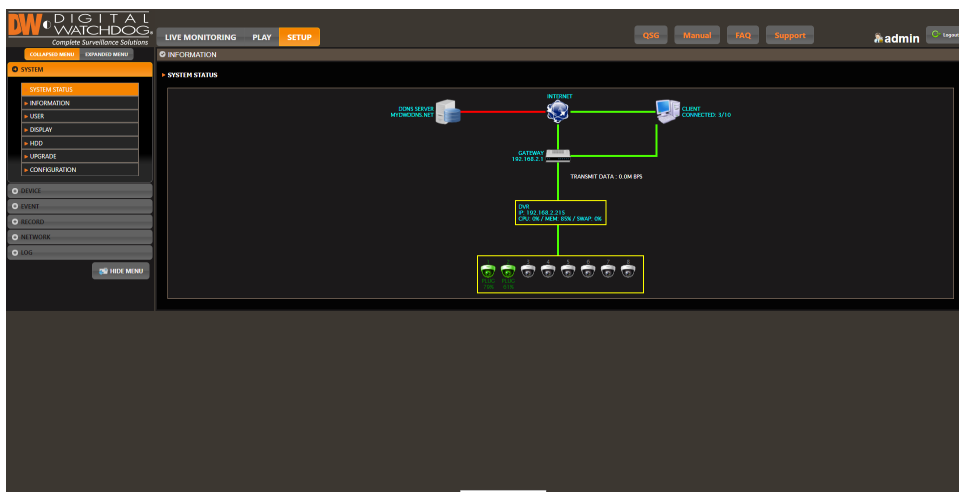 DW DIGITAL
WATCHDOG.
Complete Surveillance Solutions
LIVE MONITORING PLAY SETUP
QSG Manual FAQ Support
admin Logout
COLLAPSED MENU EXPANDED MENU
INFORMATION
SYSTEM
SYSTEM STATUS
SYSTEM STATUS
INFORMATION
USER
DISPLAY
HDD
UPGRADE
CONFIGURATION
DEVICE
EVENT
RECORD
NETWORK
LOG
HIDE MENU
INTERNET
DDNS SERVER
MYDWDDNS.NET
CLIENT
CONNECTED: 3/10
GATEWAY
192.168.2.1
TRANSMIT DATA : 0.0M BPS
DVR
IP: 192.168.2.215
CPU: 0% / MEM: 85% / SWAP: 0%
1 2 3 4 5 6 7 8
PLUG PLUG